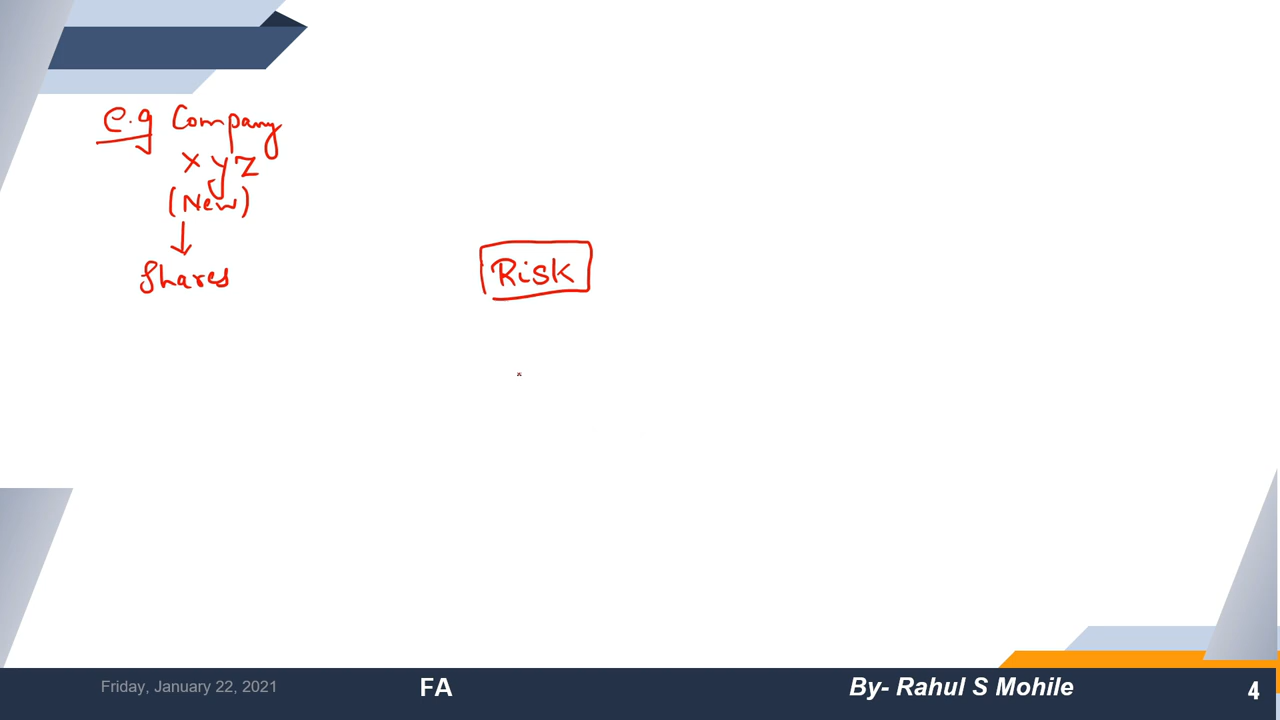 e.g Company
XYZ
(New)
Shares
Risk
Friday, January 22, 2021
FA
By- Rahul S Mohile
4